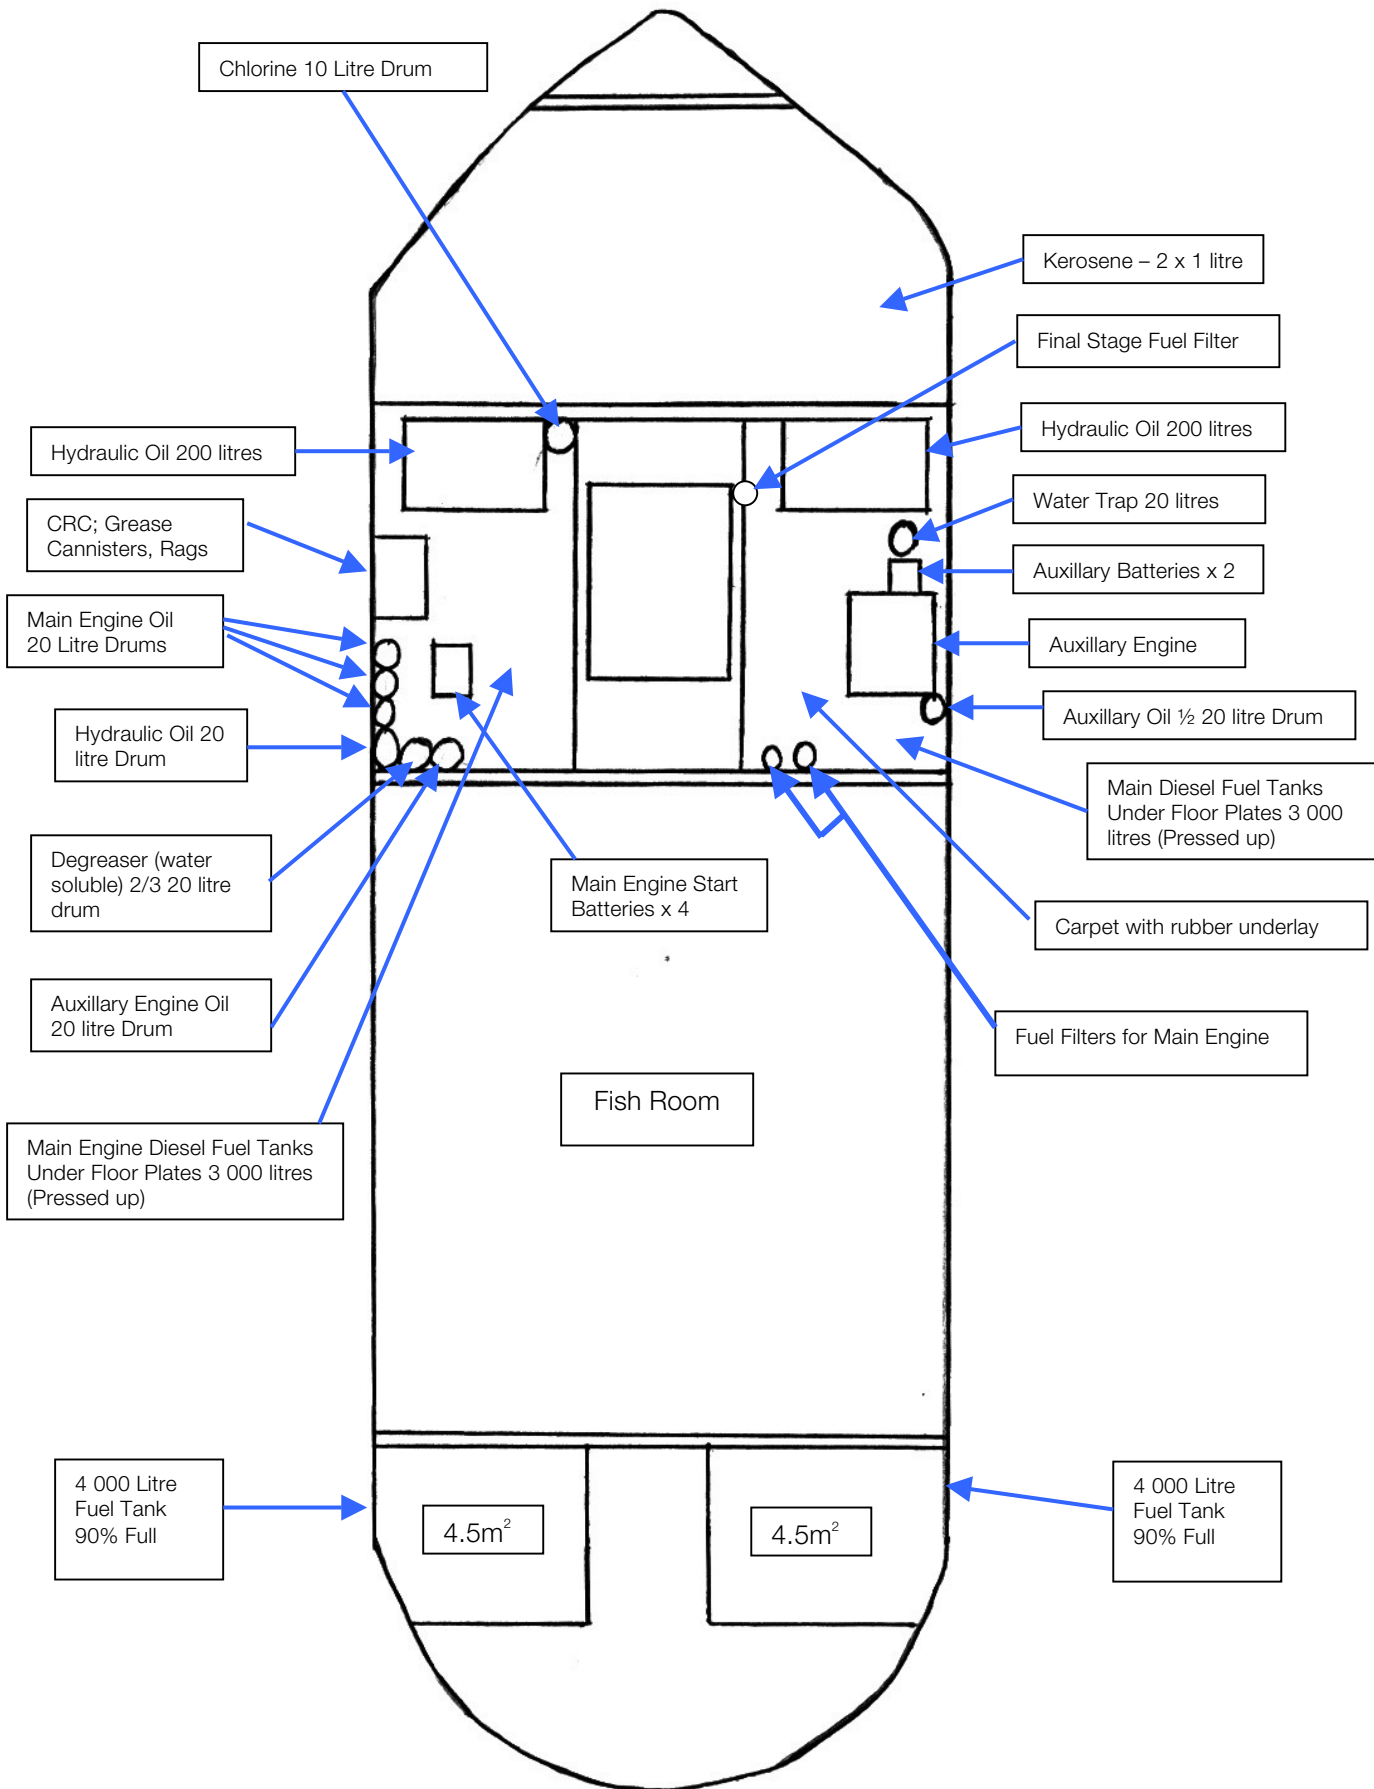 Chlorine 10 Litre Drum
Kerosene – 2 x 1 litre
Final Stage Fuel Filter
Hydraulic Oil 200 litres
Hydraulic Oil 200 litres
Water Trap 20 litres
CRC; Grease
Cannisters, Rags
Auxillary Batteries x 2
Main Engine Oil
20 Litre Drums
Auxillary Engine
Auxillary Oil ½ 20 litre Drum
Hydraulic Oil 20
litre Drum
Main Diesel Fuel Tanks
Under Floor Plates 3 000
litres (Pressed up)
Degreaser (water
soluble) 2/3 20 litre
drum
Main Engine Start
Batteries x 4
Carpet with rubber underlay
Auxillary Engine Oil
20 litre Drum
Fuel Filters for Main Engine
Fish Room
Main Engine Diesel Fuel Tanks
Under Floor Plates 3 000 litres
(Pressed up)
4 000 Litre
Fuel Tank
90% Full
4.5m²
4.5m²
4 000 Litre
Fuel Tank
90% Full